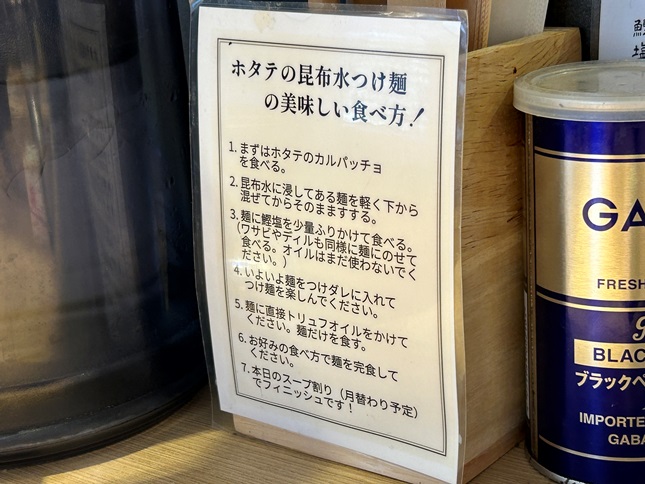 ホタテの昆布水つけ麺
の美味しい食べ方!
1. まずはホタテのカルパッチョ
を食べる。
2. 昆布水に浸してある麺を軽く下から
混ぜてからそのまますする。
3. 麺に鰹塩を少量ふりかけて食べる。
(ワサビやディルも同様に麺にのせて
食べる。オイルはまだ使わないでく
ださい。)
4. いよいよ麺をつけダレに入れて
つけ麺を楽しんでください。
5. 麺に直接トリュフオイルをかけて
ください。麺だけを食す。
6. お好みの食べ方で麺を完食して
ください。
7. 本日のスープ割り(月替わり予定)
でフィニッシュです!
GA
FRESH
BLAC
ブラックペ
IMPORTE
GABA
塩